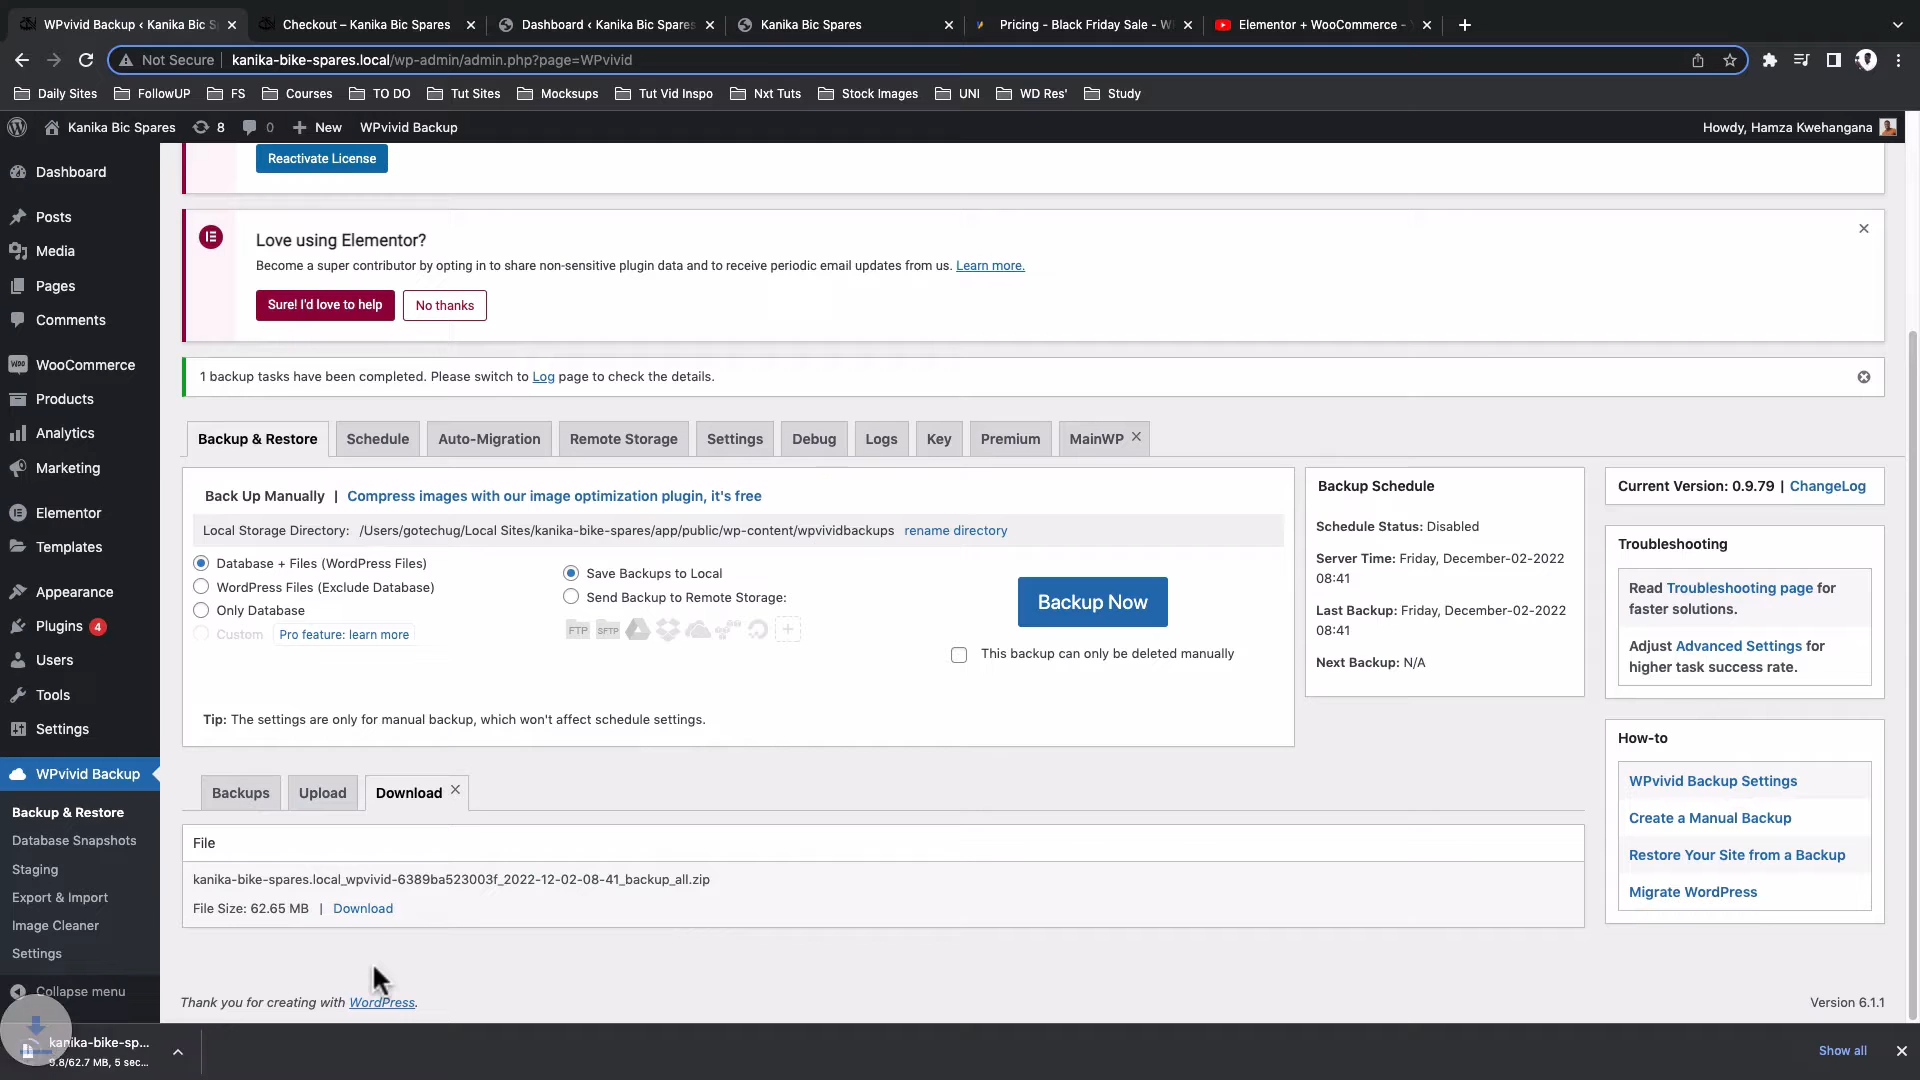 WPvivid Backup ‹ Kanika Bic S
Checkout – Kanika Bic Spares
Dashboard ‹ Kanika Bic Spares
Kanika Bic Spares
Pricing - Black Friday Sale - W
Elementor + WooCommerce -
Not Secure
kanika-bike-spares.local/wp-admin/admin.php?page=WPvivid
Daily Sites
FollowUP
FS
Courses
TO DO
Tut Sites
Mocksups
Tut Vid Inspo
Nxt Tuts
Stock Images
UNI
WD Res'
Study
Kanika Bic Spares
8
0
New
WPvivid Backup
Howdy, Hamza Kwehangana
Dashboard
Posts
Media
Pages
Comments
WooCommerce
Products
Analytics
Marketing
Elementor
Templates
Appearance
Plugins 4
Users
Tools
Settings
WPvivid Backup
Backup & Restore
Database Snapshots
Staging
Export & Import
Image Cleaner
Settings
Collapse menu
Reactivate License
Love using Elementor?
Become a super contributor by opting in to share non-sensitive plugin data and to receive periodic email updates from us. Learn more.
Sure! I'd love to help
No thanks
1 backup tasks have been completed. Please switch to Log page to check the details.
Backup & Restore
Schedule
Auto-Migration
Remote Storage
Settings
Debug
Logs
Key
Premium
MainWP
Back Up Manually | Compress images with our image optimization plugin, it's free
Local Storage Directory: /Users/gotechug/Local Sites/kanika-bike-spares/app/public/wp-content/wpvividbackups rename directory
Database + Files (WordPress Files)
WordPress Files (Exclude Database)
Only Database
Custom Pro feature: learn more
Save Backups to Local
Send Backup to Remote Storage:
FTP
SFTP
Backup Now
This backup can only be deleted manually
Tip: The settings are only for manual backup, which won't affect schedule settings.
Backup Schedule
Schedule Status: Disabled
Server Time: Friday, December-02-2022
08:41
Last Backup: Friday, December-02-2022
08:41
Next Backup: N/A
Current Version: 0.9.79 | ChangeLog
Troubleshooting
Read Troubleshooting page for
faster solutions.
Adjust Advanced Settings for
higher task success rate.
How-to
WPvivid Backup Settings
Create a Manual Backup
Restore Your Site from a Backup
Migrate WordPress
Backups
Upload
Download
File
kanika-bike-spares.local_wpvivid-6389ba523003f_2022-12-02-08-41_backup_all.zip
File Size: 62.65 MB | Download
Thank you for creating with WordPress.
Version 6.1.1
kanika-bike-sp...
9.8/62.7 MB, 5 sec...
Show all